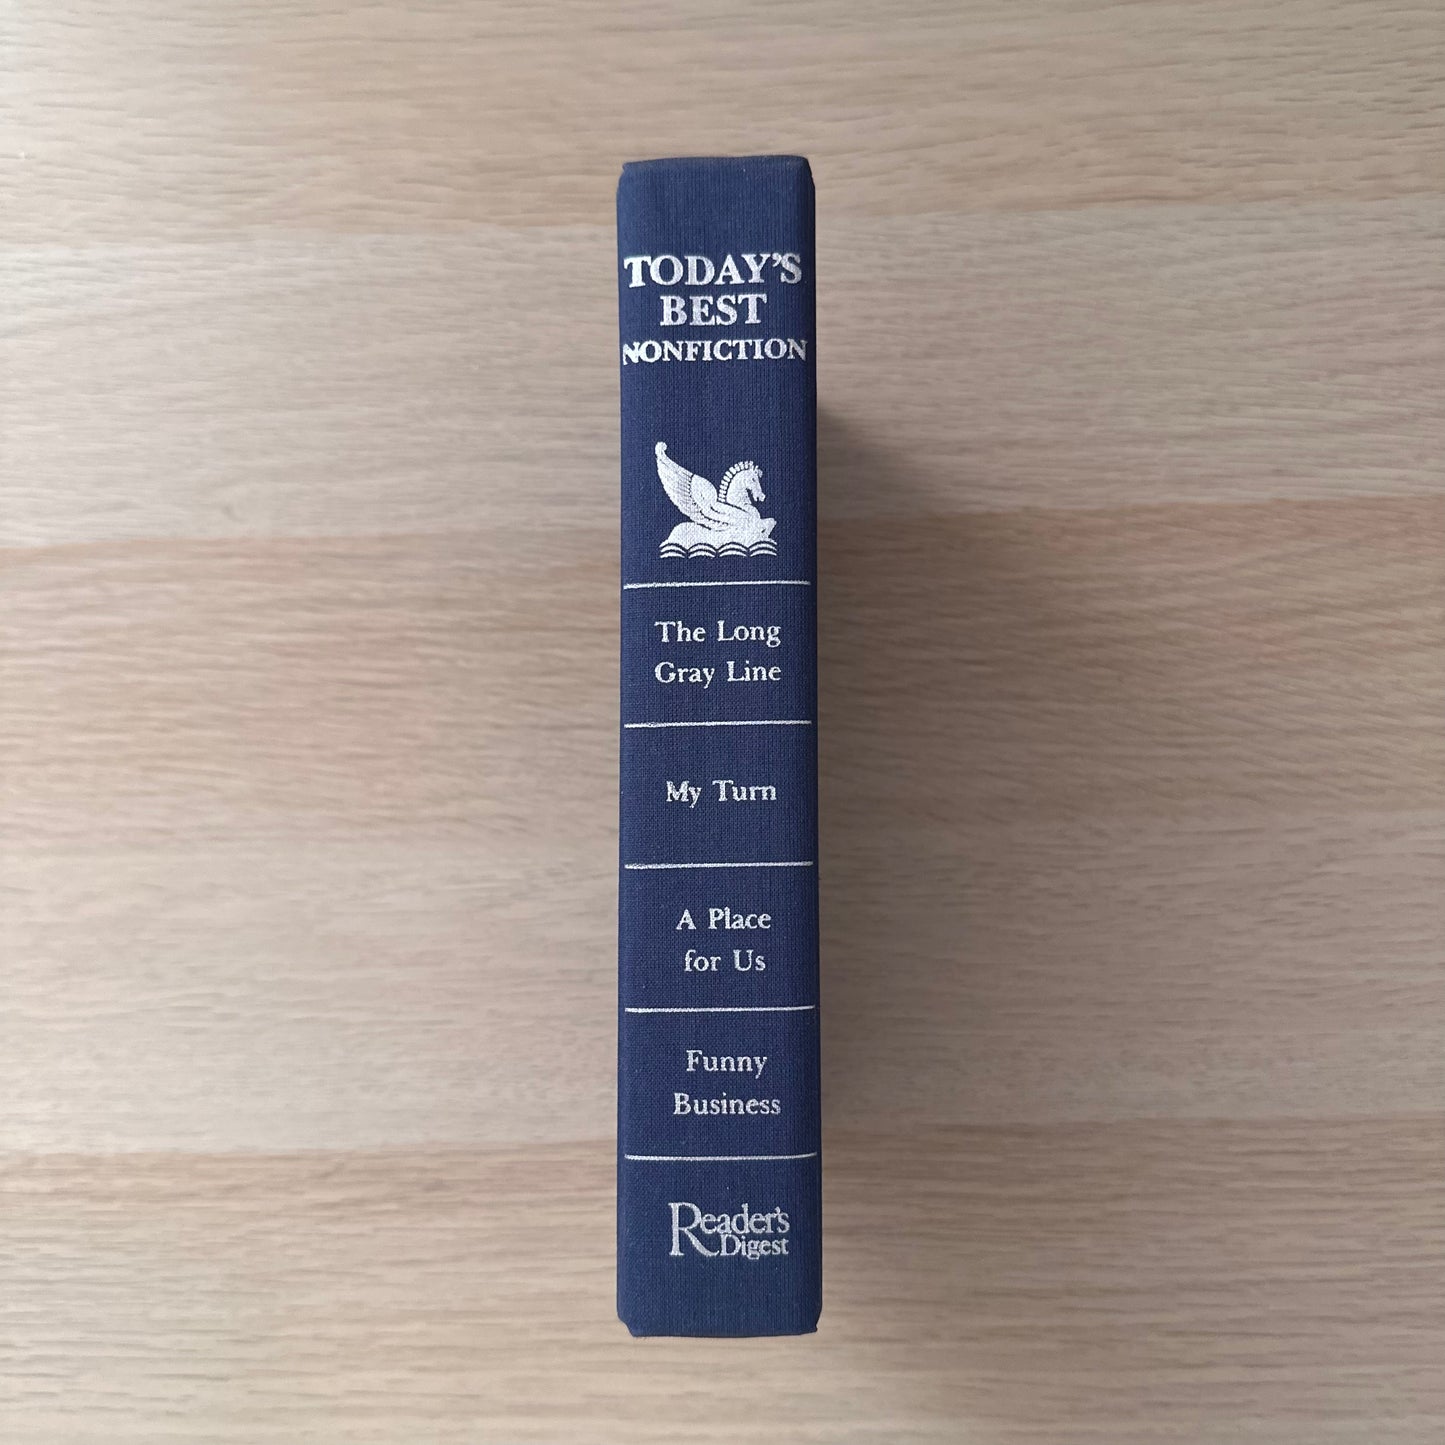 TODAY'S
BEST
NONFICTION
The Long
Gray Line
My Turn
A Place
for Us
Funny
Business
Reader's
Digest